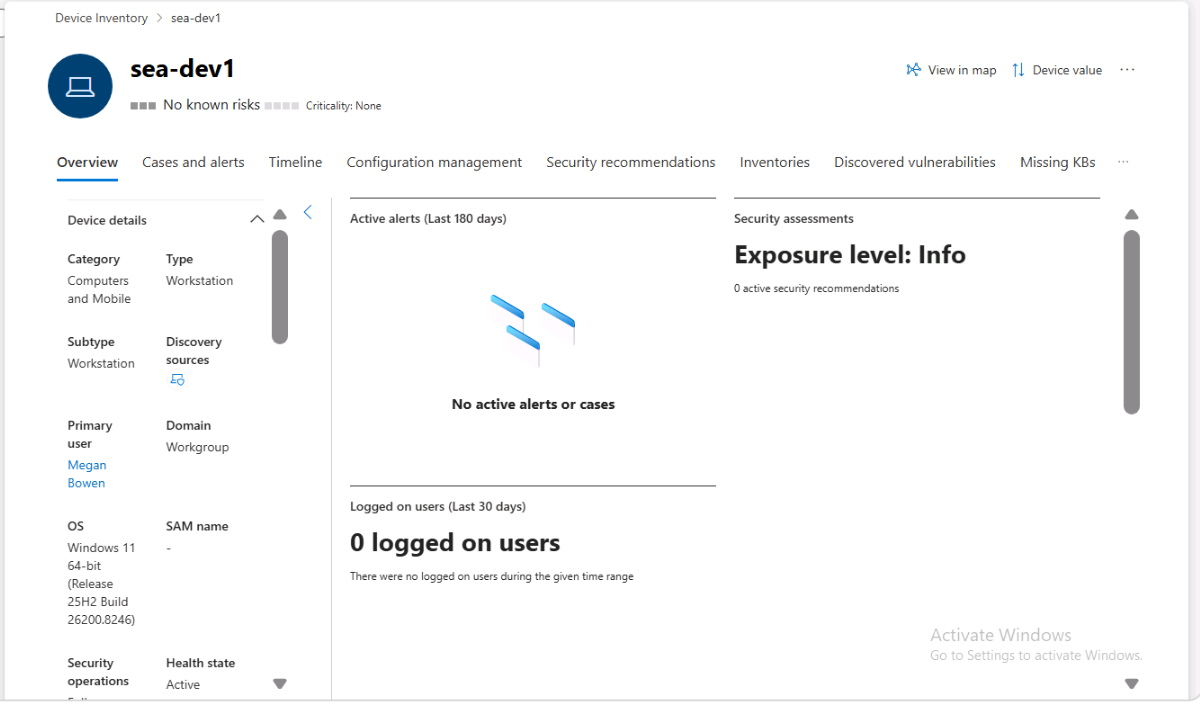 Device Inventory > sea-dev1
sea-dev1
View in map
Device value
...
No known risks
Criticality: None
Overview
Cases and alerts
Timeline
Configuration management
Security recommendations
Inventories
Discovered vulnerabilities
Missing KBs
...
Device details
Category
Type
Computers
and Mobile
Workstation
Subtype
Discovery
sources
Workstation
Primary
user
Domain
Megan
Bowen
Workgroup
OS
SAM name
Windows 11
64-bit
(Release
25H2 Build
26200.8246)
-
Security
operations
Health state
Active
Active alerts (Last 180 days)
No active alerts or cases
Logged on users (Last 30 days)
0 logged on users
There were no logged on users during the given time range
Security assessments
Exposure level: Info
0 active security recommendations
Activate Windows
Go to Settings to activate Windows.